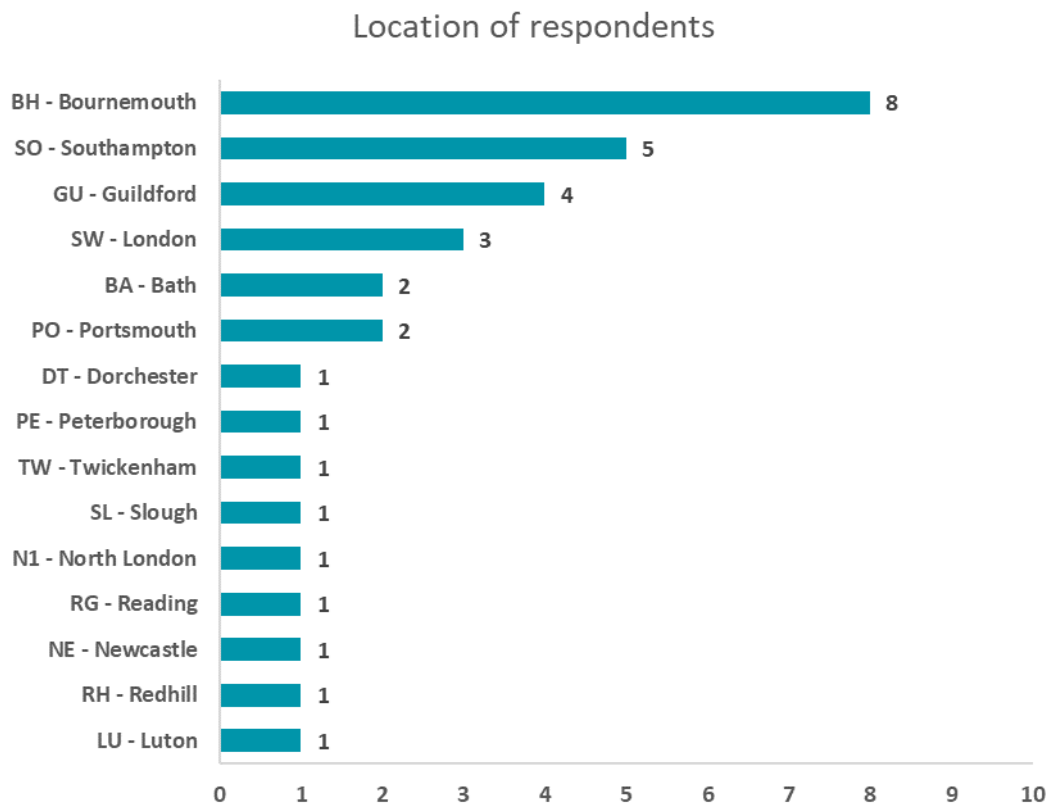 Location of respondents
BH - Bournemouth 8
SO - Southampton 5
GU - Guildford 4
SW - London 3
BA - Bath 2
PO - Portsmouth 2
DT - Dorchester 1
PE - Peterborough 1
TW - Twickenham 1
SL - Slough 1
N1 - North London 1
RG - Reading 1
NE - Newcastle 1
RH - Redhill 1
LU - Luton 1
0 1 2 3 4 5 6 7 8 9 10